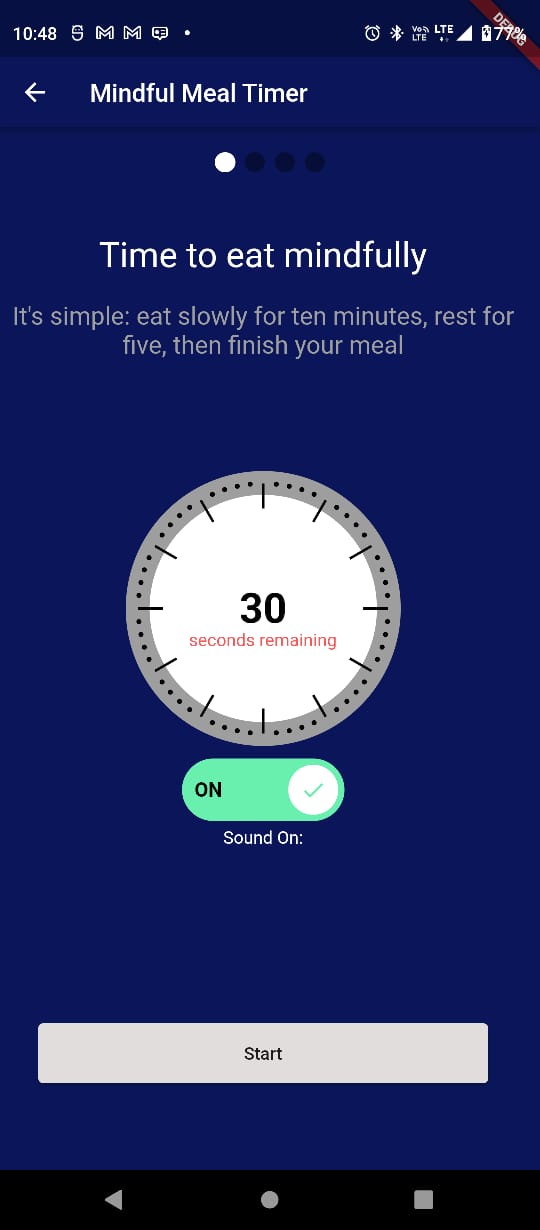 10:48
Vo)) LTE
LTE
77%
DEBUG
Mindful Meal Timer
Time to eat mindfully
It's simple: eat slowly for ten minutes, rest for
five, then finish your meal
30
seconds remaining
ON
Sound On:
Start